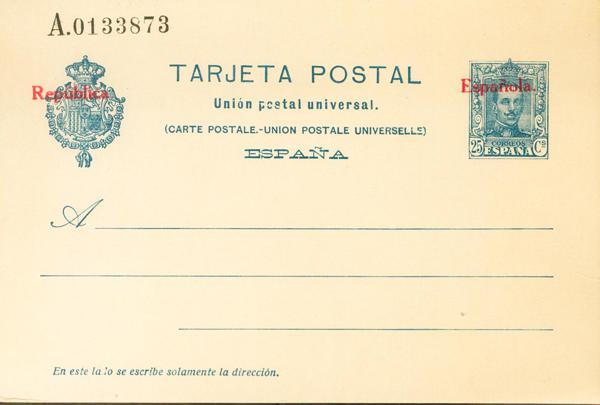 A.0133873
República
TARJETA POSTAL
Unión postal universal.
(CARTE POSTALE.-UNION POSTALE UNIVERSELLE)
ESPAÑA
Española.
CORREOS
25 ESPAÑA Cs
A
En este lado se escribe solamente la dirección.